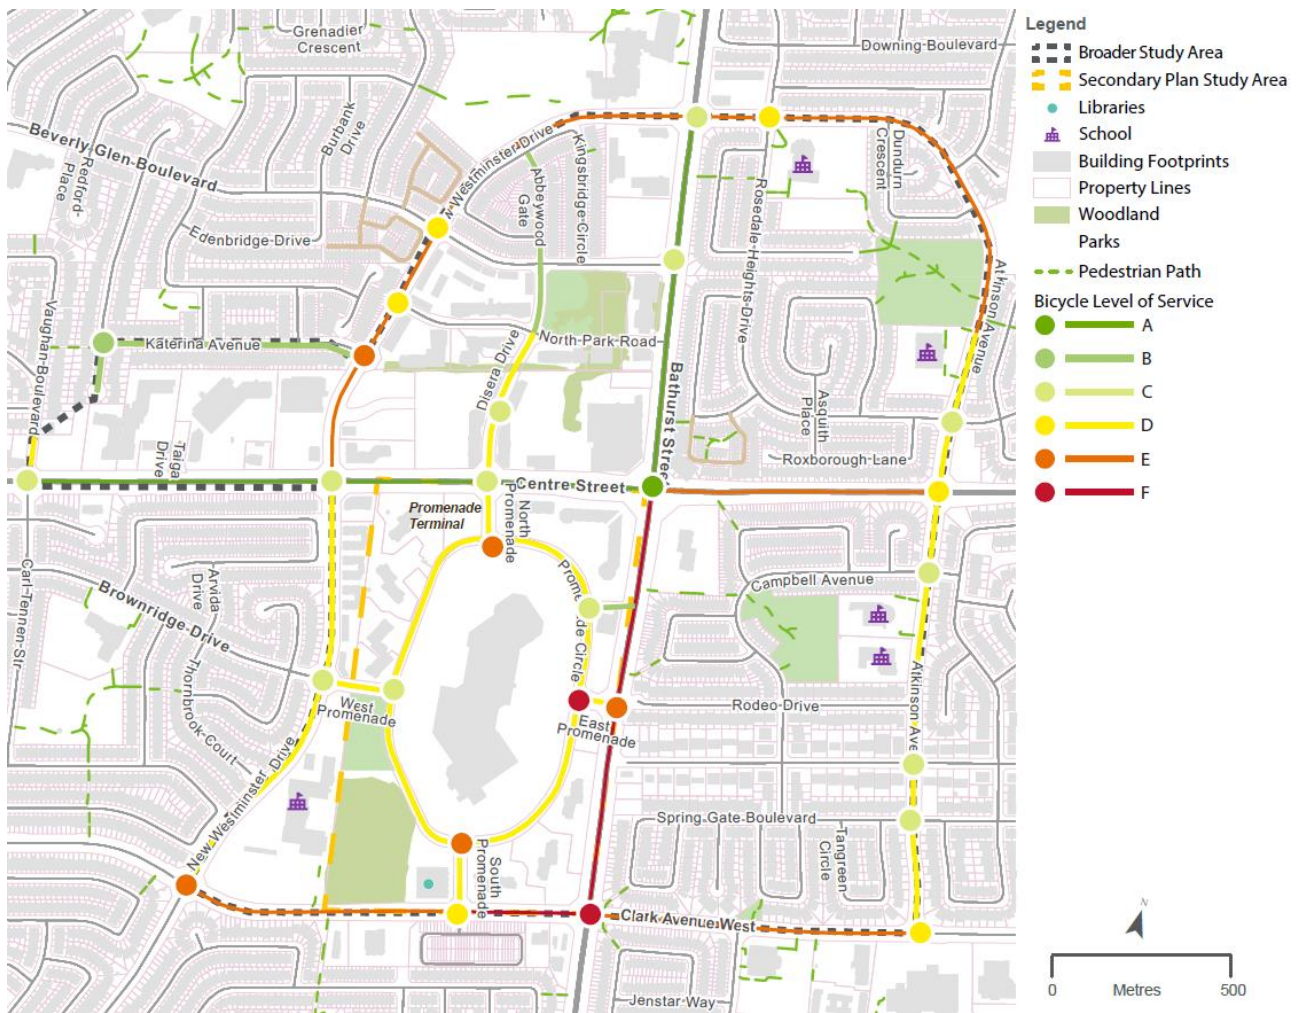 Grenadier
Crescent
Downing Boulevard
Beverly Glen Boulevard
Redford
Place
Burbank
Drive
w Westminster Drive
Kingsbridge Circle
Abbeywood
Gate
Edenbridge Drive
Dundurn
Crescent
Rosedale Heights Drive
Atkinson Avenue
Vaughan Boulevard
Katerina Avenue
North Park Road
Disera Drive
Bathurst Street
Asquith
Place
Roxborough Lane
Taiga
Drive
Centre Street
Promenade
Terminal
North
Promenade
Carl Tennen Str
Arvida
Drive
Brownridge Drive
Thornbrook Court
Promenade Circle
Campbell Avenue
West
Promenade
East
Promenade
Rodeo Drive
Atkinson Ave
New Westminster Drive
Spring Gate Boulevard
Tangreen
Circle
South
Promenade
Clark Avenue West
Jenstar Way
Legend
Broader Study Area
Secondary Plan Study Area
Libraries
School
Building Footprints
Property Lines
Woodland
Parks
Pedestrian Path
Bicycle Level of Service
A
B
C
D
E
F
N
0 Metres 500